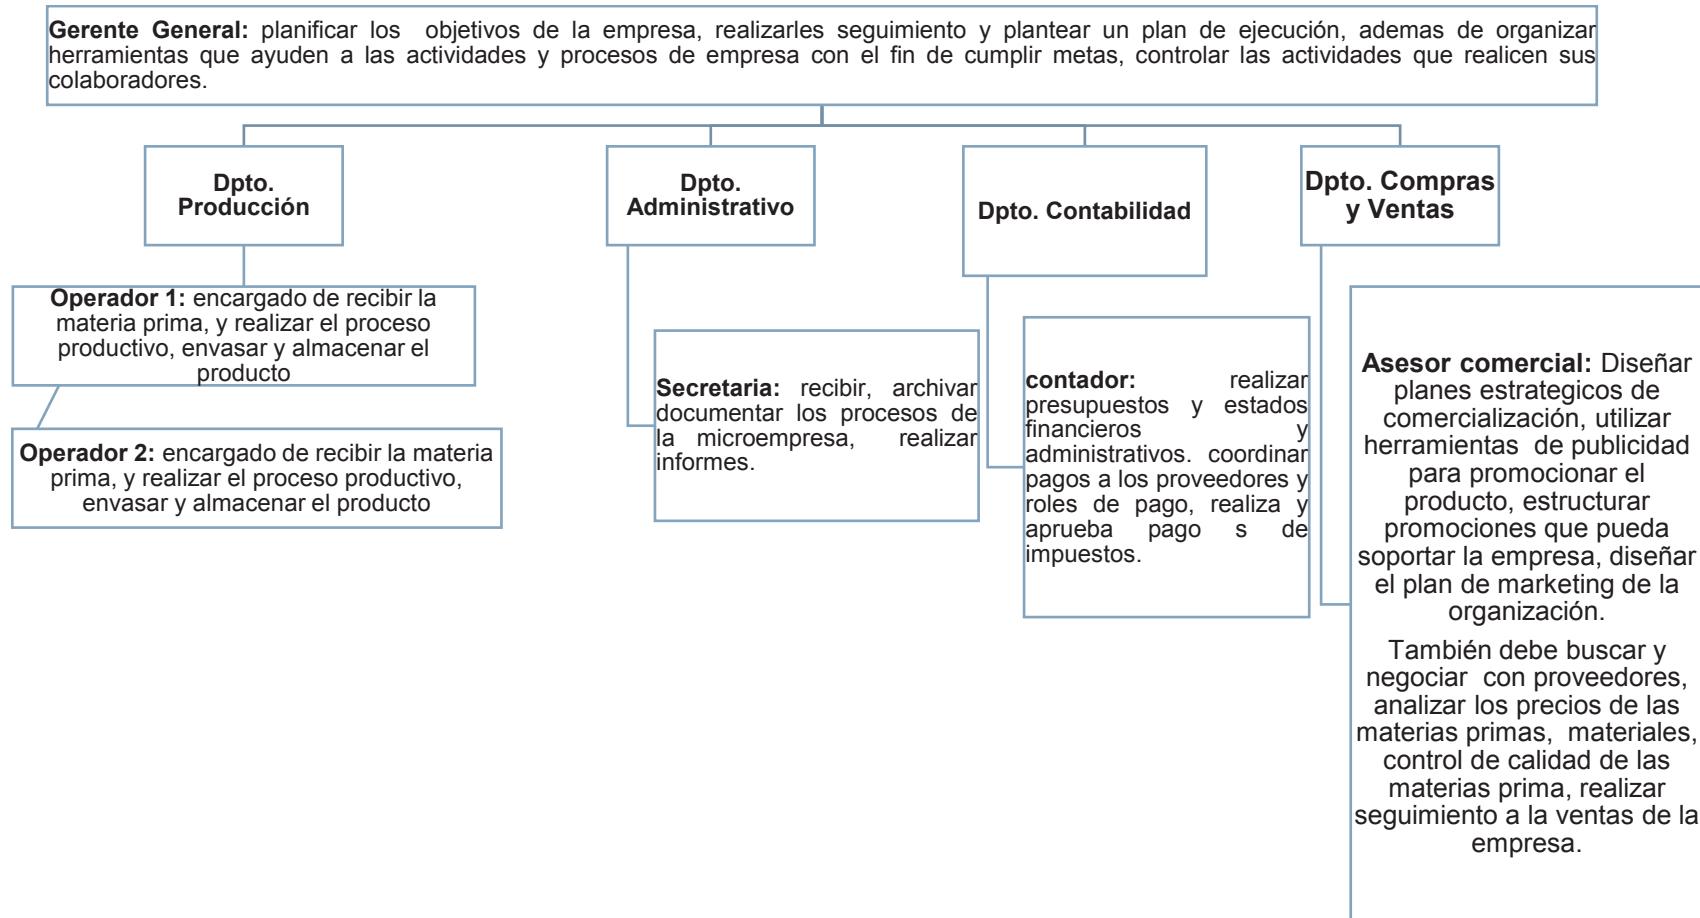 Gerente General: planificar los objetivos de la empresa, realizarles seguimiento y plantear un plan de ejecución, ademas de organizar
herramientas que ayuden a las actividades y procesos de empresa con el fin de cumplir metas, controlar las actividades que realicen sus
colaboradores.
Dpto.
Producción
Operador 1: encargado de recibir la
materia prima, y realizar el proceso
productivo, envasar y almacenar el
producto
Operador 2: encargado de recibir la materia
prima, y realizar el proceso productivo,
envasar y almacenar el producto
Dpto.
Administrativo
Secretaria: recibir, archivar
documentar los procesos de
la microempresa, realizar
informes.
Dpto. Contabilidad
contador: realizar
presupuestos y estados
financieros y
administrativos. coordinar
pagos a los proveedores y
roles de pago, realiza y
aprueba pago s de
impuestos.
Dpto. Compras
y Ventas
Asesor comercial: Diseñar
planes estrategicos de
comercialización, utilizar
herramientas de publicidad
para promocionar el
producto, estructurar
promociones que pueda
soportar la empresa, diseñar
el plan de marketing de la
organización.
También debe buscar y
negociar con proveedores,
analizar los precios de las
materias primas, materiales,
control de calidad de las
materias prima, realizar
seguimiento a la ventas de la
empresa.